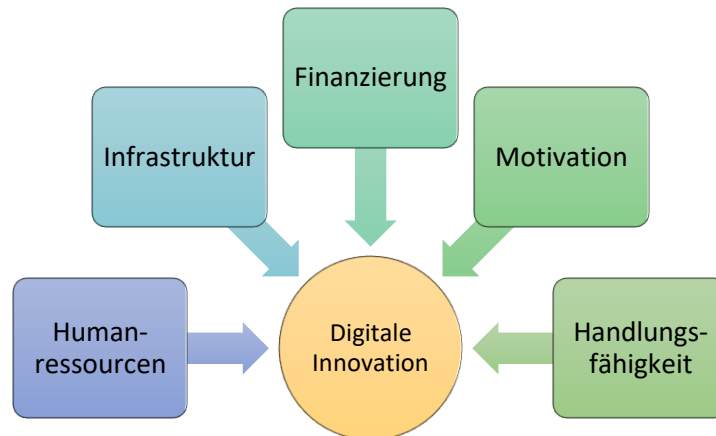 Finanzierung
Infrastruktur
Motivation
Human-
ressourcen
Digitale
Innovation
Handlungs-
fähigkeit